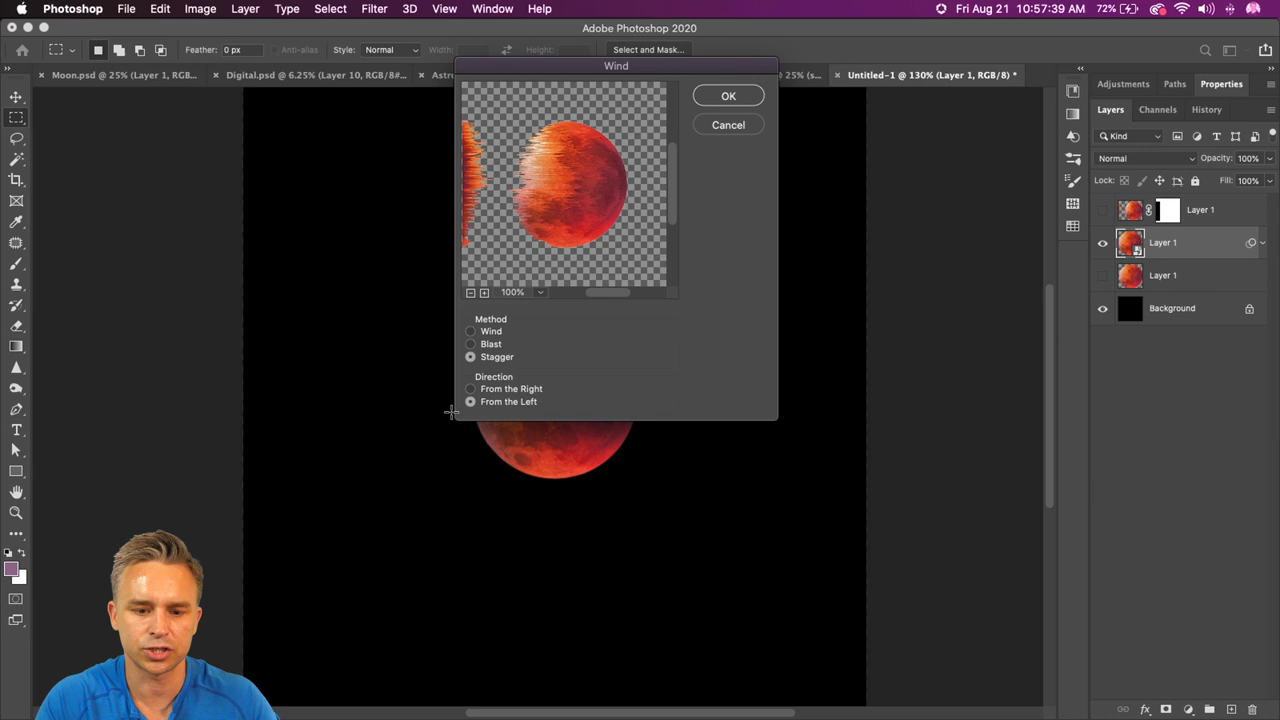 Photoshop File Edit Image Layer Type Select Filter 3D View Window Help 72% Fri Aug 21 10:57:39 AM
Adobe Photoshop 2020
Feather: 0 px Anti-alias Style: Normal Width: Height: Select and Mask...
Moon.psd @ 25% (Layer 1, RGB... Digital.psd @ 6.25% (Layer 10, RGB/8#... Astro 25% (s... Untitled-1 @ 130% (Layer 1, RGB/8) *
Wind
OK
Cancel
100%
Method
Wind
Blast
Stagger
Direction
From the Right
From the Left
Adjustments Paths Properties
Layers Channels History
Kind
Normal Opacity: 100%
Lock: Fill: 100%
Layer 1
Layer 1
Layer 1
Background
fx